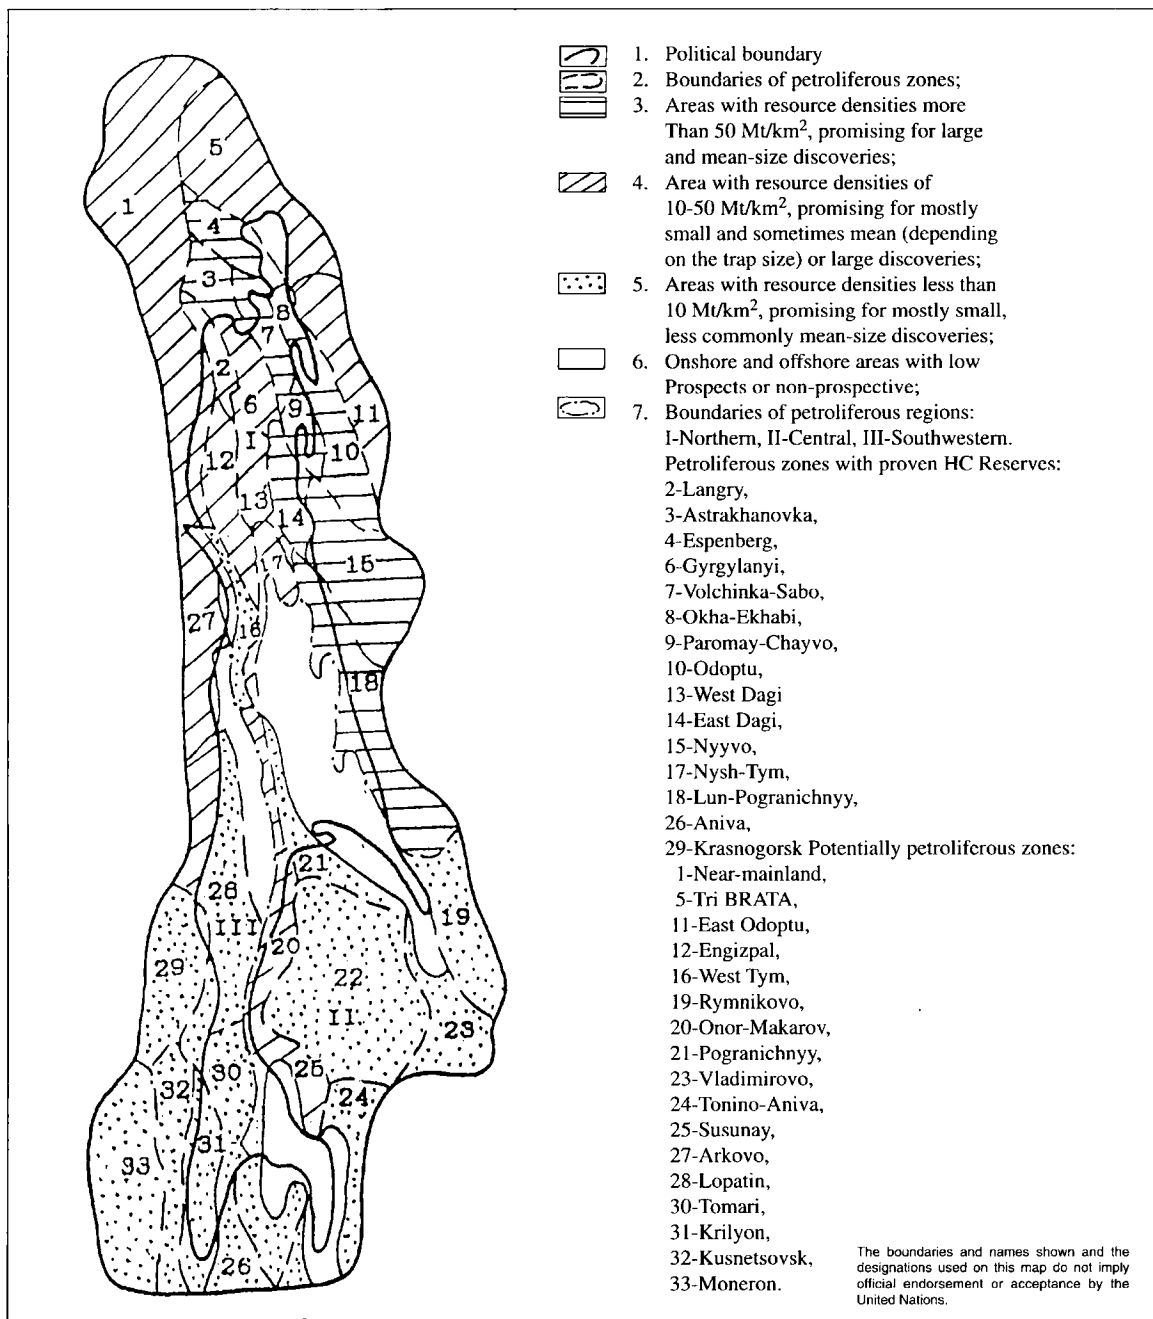 1. Political boundary
2. Boundaries of petroliferous zones;
3. Areas with resource densities more
Than 50 Mt/km², promising for large
and mean-size discoveries;
4. Area with resource densities of
10-50 Mt/km², promising for mostly
small and sometimes mean (depending
on the trap size) or large discoveries;
5. Areas with resource densities less than
10 Mt/km², promising for mostly small,
less commonly mean-size discoveries;
6. Onshore and offshore areas with low
Prospects or non-prospective;
7. Boundaries of petroliferous regions:
I-Northern, II-Central, III-Southwestern.
Petroliferous zones with proven HC Reserves:
2-Langry,
3-Astrakhanovka,
4-Espenberg,
6-Gyrgylanyi,
7-Volchinka-Sabo,
8-Okha-Ekhabi,
9-Paromay-Chayvo,
10-Odoptu,
13-West Dagi
14-East Dagi,
15-Nyyvo,
17-Nysh-Tym,
18-Lun-Pogranichnyy,
26-Aniva,
29-Krasnogorsk Potentially petroliferous zones:
1-Near-mainland,
5-Tri BRATA,
11-East Odoptu,
12-Engizpal,
16-West Tym,
19-Rymnikovo,
20-Onor-Makarov,
21-Pogranichnyy,
23-Vladimirovo,
24-Tonino-Aniva,
25-Susunay,
27-Arkovo,
28-Lopatin,
30-Tomari,
31-Krilyon,
32-Kusnetsovsk,
33-Moneron.
The boundaries and names shown and the
designations used on this map do not imply
official endorsement or acceptance by the
United Nations.
5
1
4
3
8
7
2
6
9
11
I
12
10
13
14
17
15
27
16
18
21
28
III
19
20
29
22
II
23
25
30
32
24
31
33
26